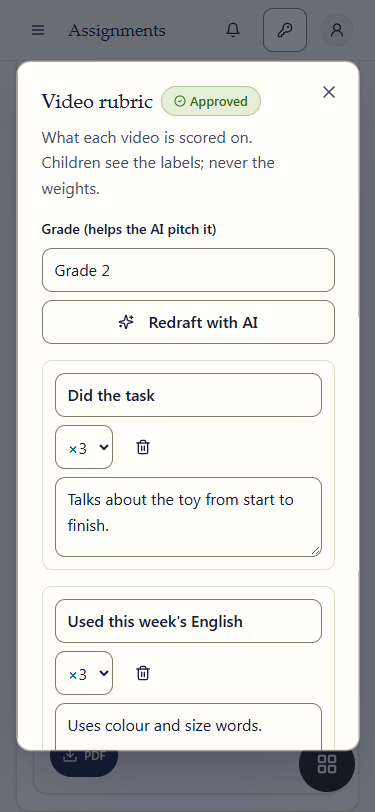 Assignments
Video rubric
Approved
What each video is scored on.
Children see the labels; never the
weights.
Grade (helps the AI pitch it)
Grade 2
Redraft with AI
Did the task
×3
Talks about the toy from start to
finish.
Used this week's English
×3
Uses colour and size words.
PDF